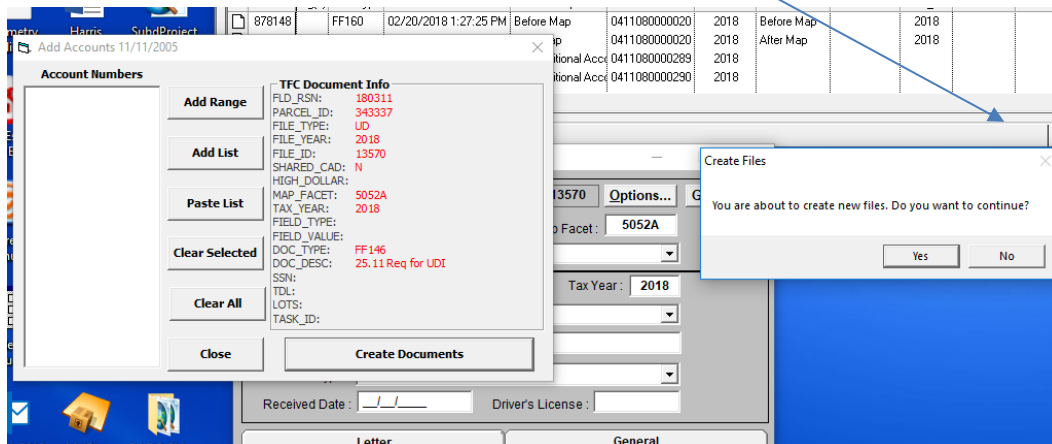 878148 FF160 02/20/2018 1:27:25 PM Before Map 0411080000020 2018 Before Map 2018
0411080000020 2018 After Map 2018
0411080000289 2018
0411080000290 2018
Harris SubdProject
Add Accounts 11/11/2005
Account Numbers
Add Range
Add List
Paste List
Clear Selected
Clear All
Close
TFC Document Info
FLD_RSN: 180311
PARCEL_ID: 343337
FILE_TYPE: UD
FILE_YEAR: 2018
FILE_ID: 13570
SHARED_CAD: N
HIGH_DOLLAR:
MAP_FACET: 5052A
TAX_YEAR: 2018
FIELD_TYPE:
FIELD_VALUE:
DOC_TYPE: FF146
DOC_DESC: 25.11 Req for UDI
SSN:
TDL:
LOTS:
TASK_ID:
Create Documents
13570 Options... G
Facet : 5052A
Tax Year : 2018
Received Date : _/_/____ Driver's License :
Letter General
Create Files
You are about to create new files. Do you want to continue?
Yes No